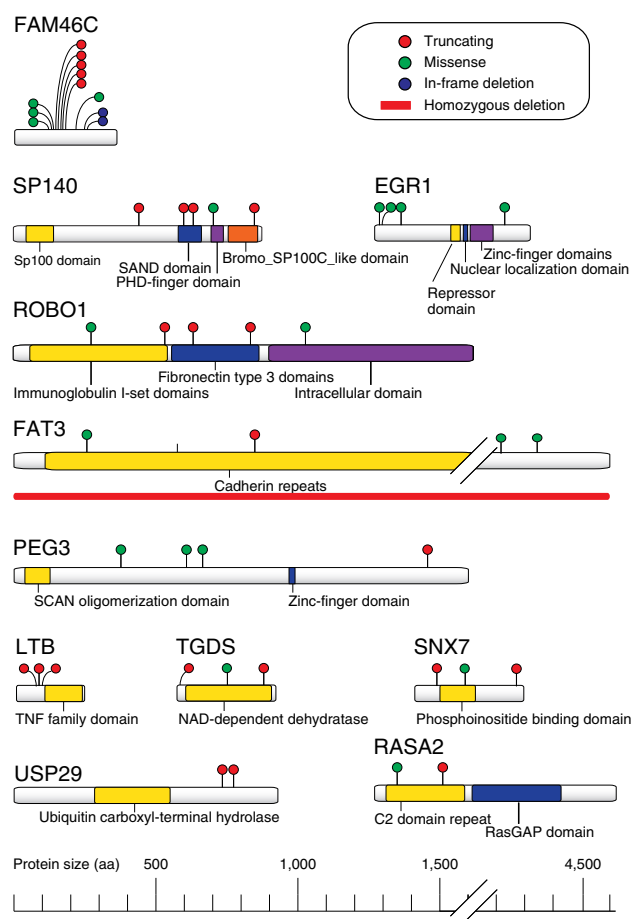 FAM46C
Truncating
Missense
In-frame deletion
Homozygous deletion
SP140
EGR1
Sp100 domain
SAND domain
PHD-finger domain
Bromo_SP100C_like domain
Zinc-finger domains
Nuclear localization domain
Repressor
domain
ROBO1
Fibronectin type 3 domains
Immunoglobulin I-set domains
Intracellular domain
FAT3
Cadherin repeats
PEG3
SCAN oligomerization domain
Zinc-finger domain
LTB
TGDS
SNX7
TNF family domain
NAD-dependent dehydratase
Phosphoinositide binding domain
USP29
RASA2
Ubiquitin carboxyl-terminal hydrolase
C2 domain repeat
RasGAP domain
Protein size (aa)
500
1,000
1,500
4,500